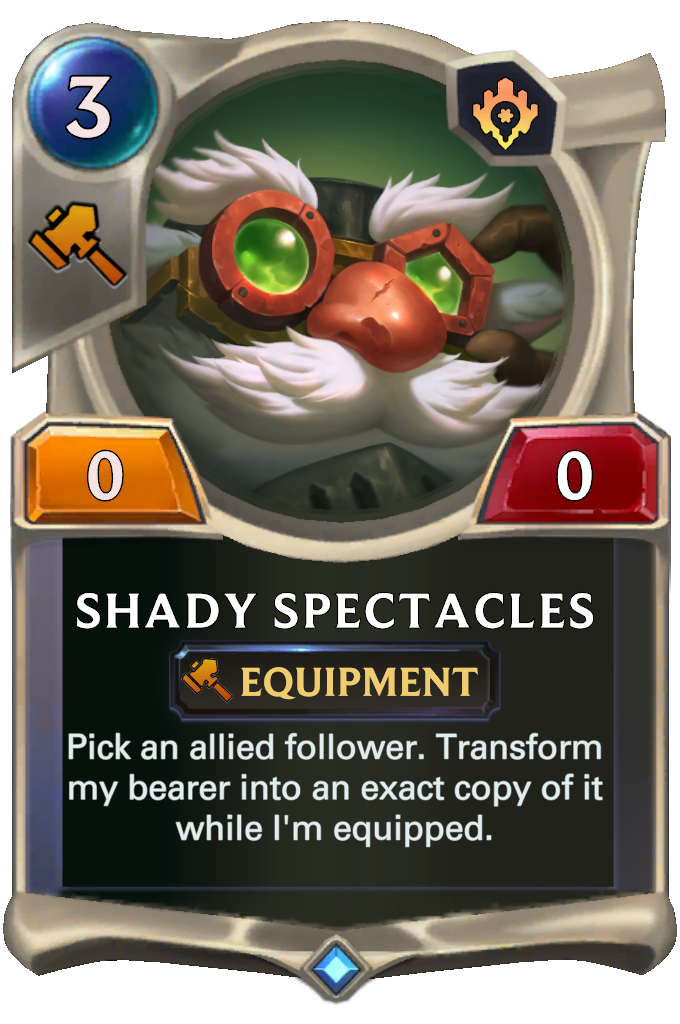 3
0
0
SHADY SPECTACLES
EQUIPMENT
Pick an allied follower. Transform
my bearer into an exact copy of it
while I'm equipped.